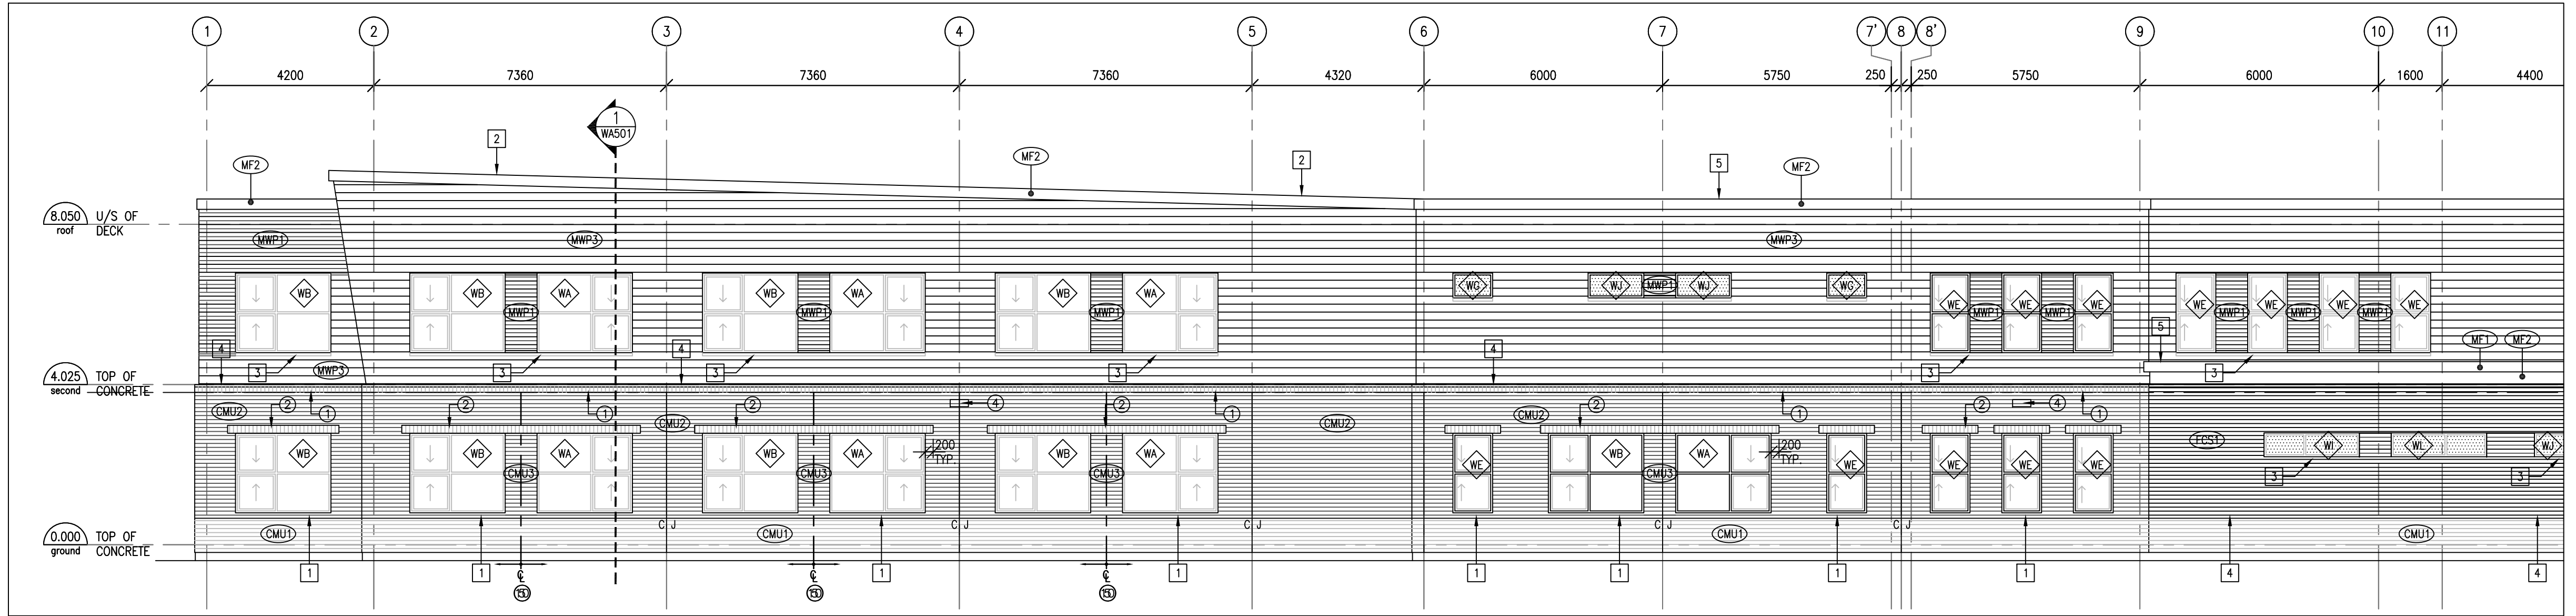 1 2 3 4 5 6 7 7' 8 8' 9 10 11
4200 7360 7360 7360 4320 6000 5750 250 250 5750 6000 1600 4400
1
WA501
2 2 5
MF2 MF2 MF2
8.050 U/S OF
roof DECK
MWP1 MWP3 MWP3
WB WB WA WB WA WB WA WG WJ MWP1 WJ WG WE WE WE WE WE WE WE
MWP1 MWP1 MWP1 MWP1 MWP1 MWP1 MWP1 MWP1
5 MF1 MF2
4 4 4
3 MWP3 3 3 3 3 3
4.025 TOP OF
second CONCRETE
2 2 2 4 2 2 2 4
CMU2 1 CMU2 CMU2 1 CMU2 1 1
FCS1
WB WB WA WB WA WB WA WE WB WA WE WE WE WE WI WL WJ
200
TYP.
200
TYP.
CMU3 CMU3 CMU3 CMU3 3 3
C J C J C J C J C J
0.000 TOP OF
ground CONCRETE
CMU1 CMU1 CMU1 CMU1
1 1 1 1 1 1 1 1 4 4